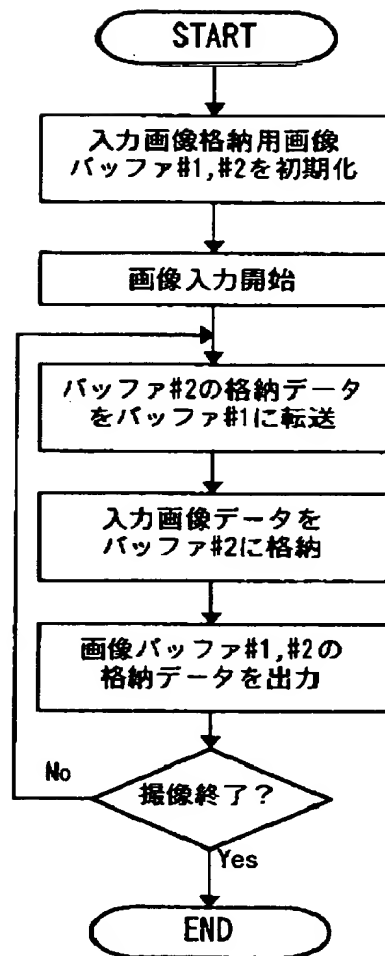 START
入力画像格納用画像
バッファ#1,#2を初期化
画像入力開始
バッファ#2の格納データ
をバッファ#1に転送
入力画像データを
バッファ#2に格納
画像バッファ#1,#2の
格納データを出力
撮像終了?
No
Yes
END